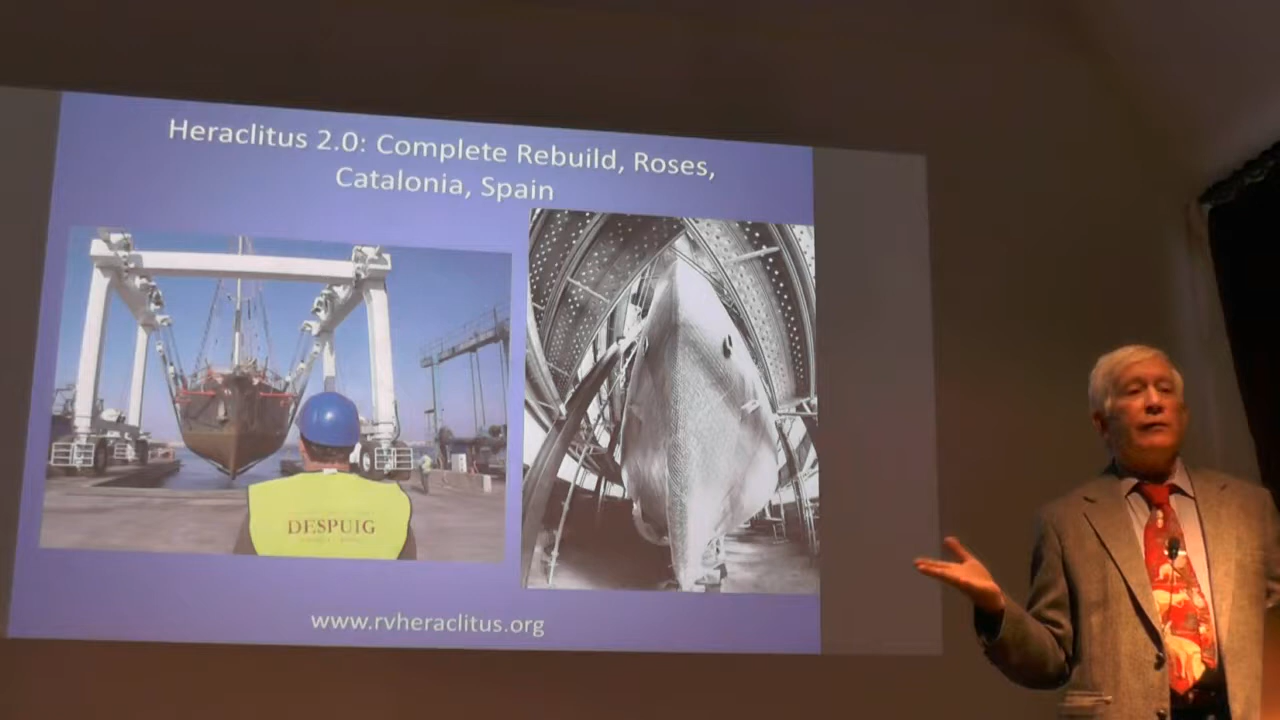 Heraclitus 2.0: Complete Rebuild, Roses,
Catalonia, Spain
DESPUIG
www.rvheraclitus.org